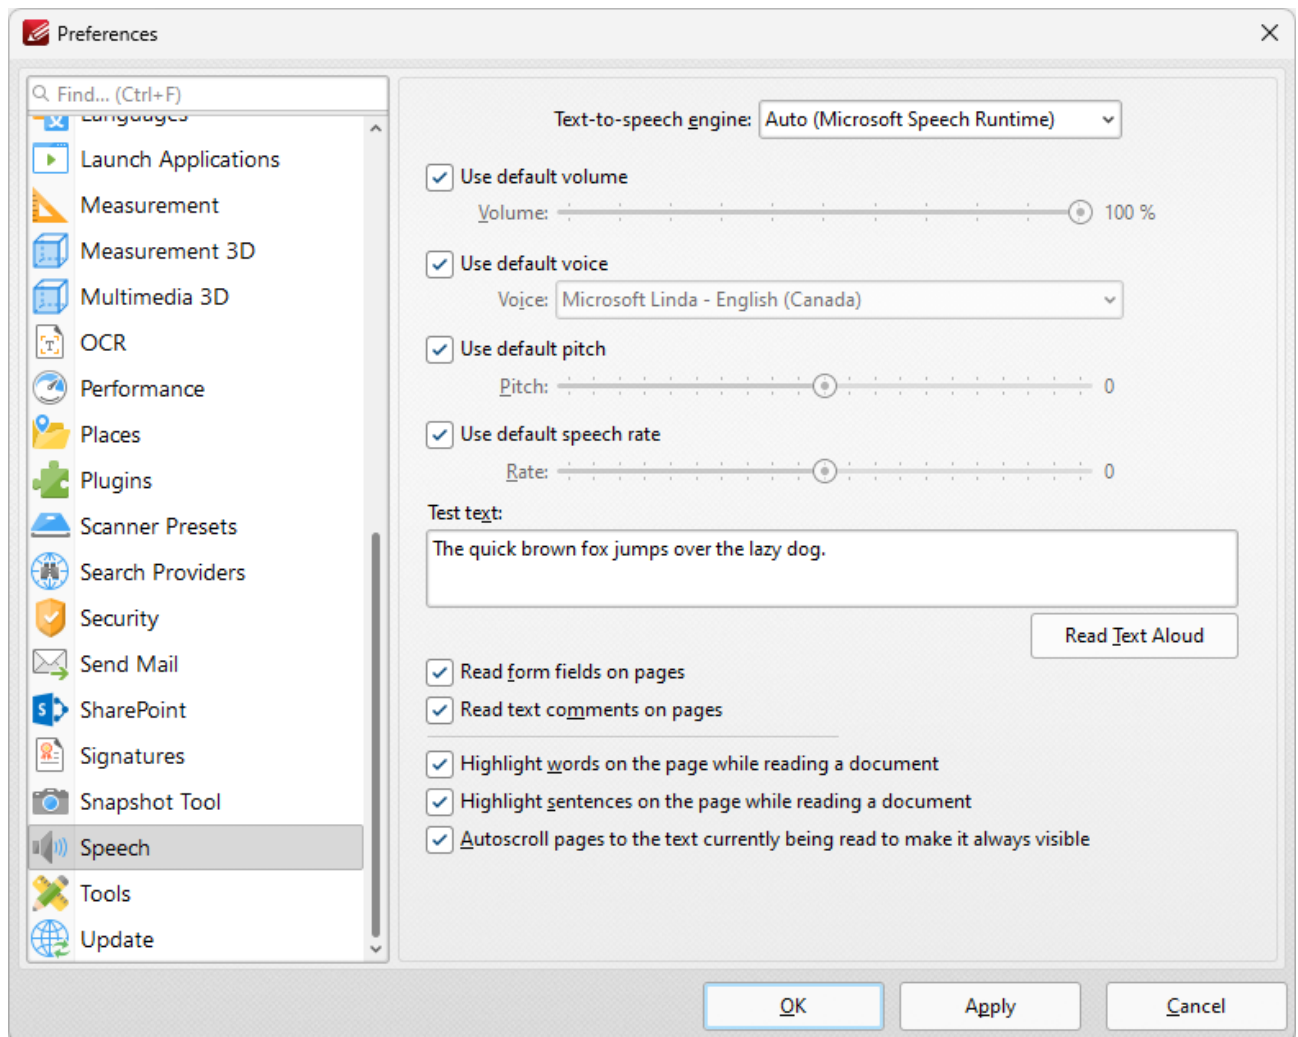 Preferences
Find... (Ctrl+F)
Languages
Launch Applications
Measurement
Measurement 3D
Multimedia 3D
OCR
Performance
Places
Plugins
Scanner Presets
Search Providers
Security
Send Mail
SharePoint
Signatures
Snapshot Tool
Speech
Tools
Update
Text-to-speech engine: Auto (Microsoft Speech Runtime)
Use default volume
Volume: 100 %
Use default voice
Voice: Microsoft Linda - English (Canada)
Use default pitch
Pitch: 0
Use default speech rate
Rate: 0
Test text:
The quick brown fox jumps over the lazy dog.
Read Text Aloud
Read form fields on pages
Read text comments on pages
Highlight words on the page while reading a document
Highlight sentences on the page while reading a document
Autoscroll pages to the text currently being read to make it always visible
OK Apply Cancel